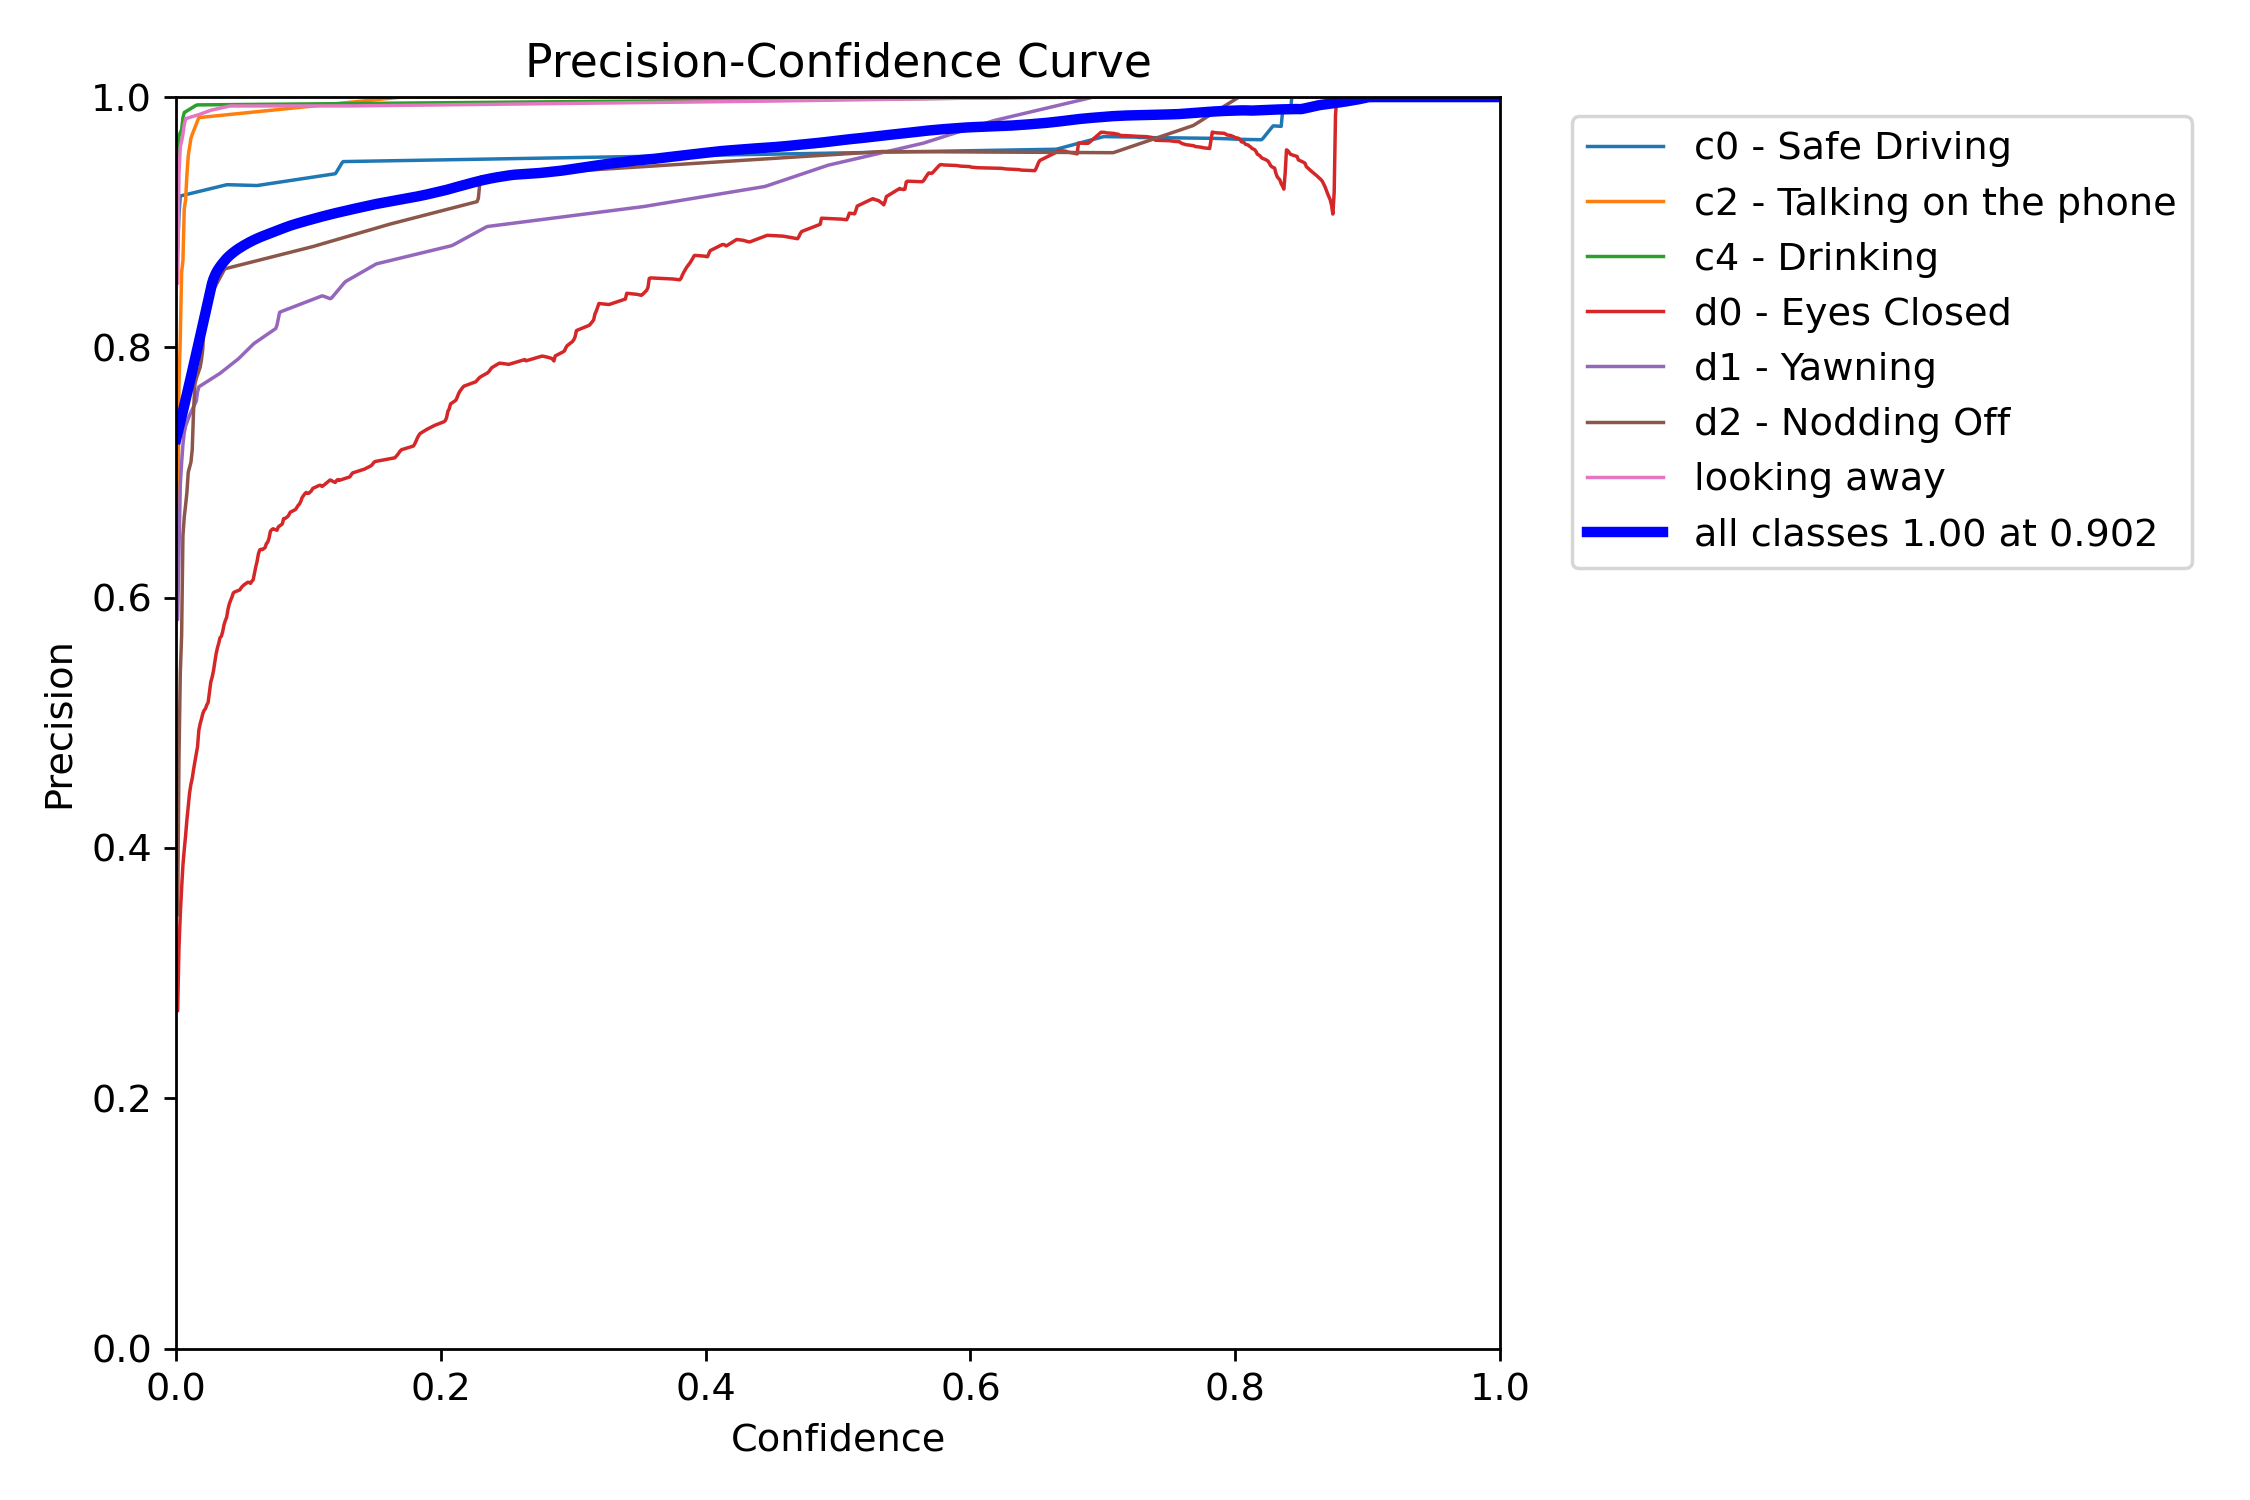 Precision-Confidence Curve
1.0
0.8
0.6
0.4
0.2
0.0
Precision
0.0 0.2 0.4 0.6 0.8 1.0
Confidence
c0 - Safe Driving
c2 - Talking on the phone
c4 - Drinking
d0 - Eyes Closed
d1 - Yawning
d2 - Nodding Off
looking away
all classes 1.00 at 0.902